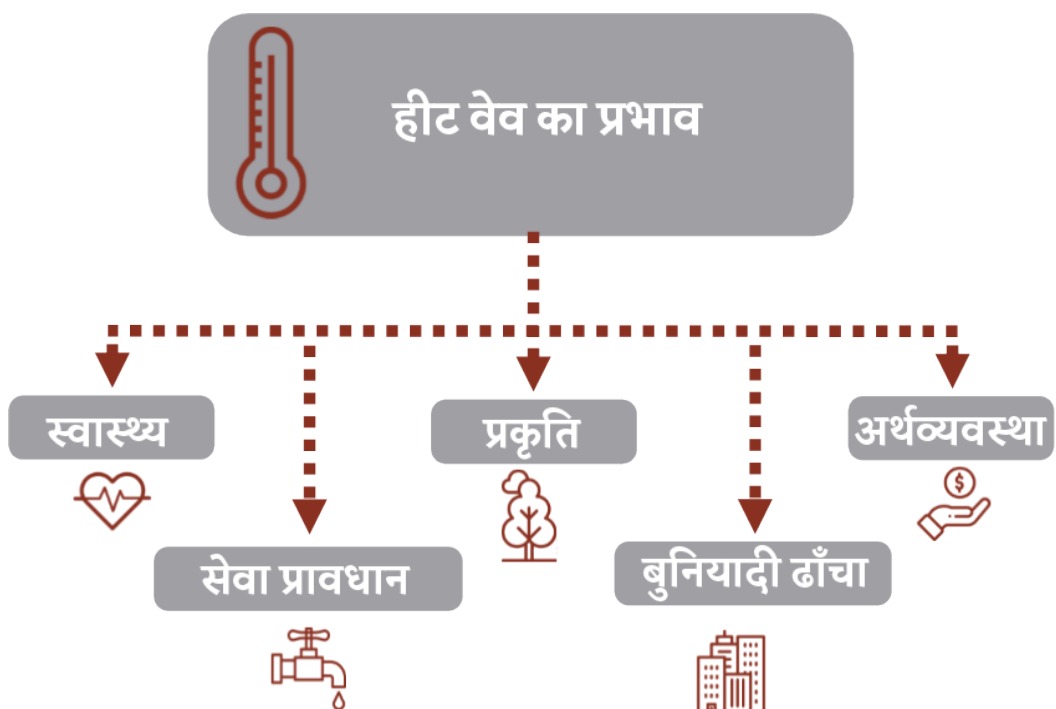 हीट वेव का प्रभाव
स्वास्थ्य
प्रकृति
अर्थव्यवस्था
सेवा प्रावधान
बुनियादी ढाँचा
$